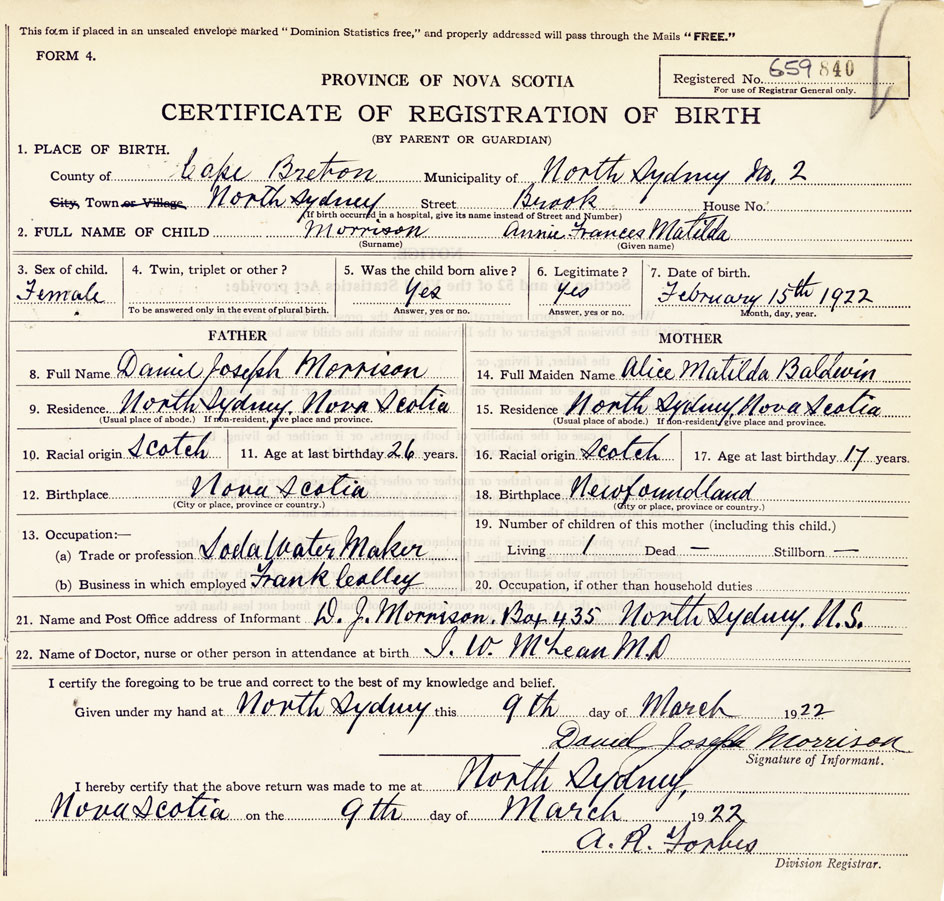 This form if placed in an unsealed envelope marked "Dominion Statistics free," and properly addressed will pass through the Mails "FREE."
FORM 4.
PROVINCE OF NOVA SCOTIA
Registered No. 659840
For use of Registrar General only.
CERTIFICATE OF REGISTRATION OF BIRTH
(BY PARENT OR GUARDIAN)
1. PLACE OF BIRTH.
County of Cape Breton Municipality of North Sydney No. 2
City, Town or Village North Sydney Street Brook House No.
(If birth occurred in a hospital, give its name instead of Street and Number)
2. FULL NAME OF CHILD Morrison Annie Frances Matilda
(Surname) (Given name)
3. Sex of child. 4. Twin, triplet or other? 5. Was the child born alive? 6. Legitimate? 7. Date of birth.
Female Yes Yes February 15th 1922
To be answered only in the event of plural birth. Answer, yes or no. Answer, yes or no. Month, day, year.
FATHER MOTHER
8. Full Name Daniel Joseph Morrison 14. Full Maiden Name Alice Matilda Baldwin
9. Residence North Sydney, Nova Scotia 15. Residence North Sydney, Nova Scotia
(Usual place of abode.) If non-resident, give place and province. (Usual place of abode.) If non-resident, give place and province.
10. Racial origin Scotch 11. Age at last birthday 26 years. 16. Racial origin Scotch 17. Age at last birthday 17 years.
12. Birthplace Nova Scotia 18. Birthplace Newfoundland
(City or place, province or country.) (City or place, province or country.)
19. Number of children of this mother (including this child.)
13. Occupation:—
(a) Trade or profession Soda Water Maker Living 1 Dead — Stillborn —
(b) Business in which employed Frank 20. Occupation, if other than household duties
21. Name and Post Office address of Informant D. J. Morrison. Box 435 North Sydney. N.S.
22. Name of Doctor, nurse or other person in attendance at birth J. W. McLean M.D
I certify the foregoing to be true and correct to the best of my knowledge and belief.
Given under my hand at North Sydney this 9th day of March 1922
Daniel Joseph Morrison
Signature of Informant.
I hereby certify that the above return was made to me at North Sydney,
Nova Scotia on the 9th day of March 1922
A. R. Forbes
Division Registrar.